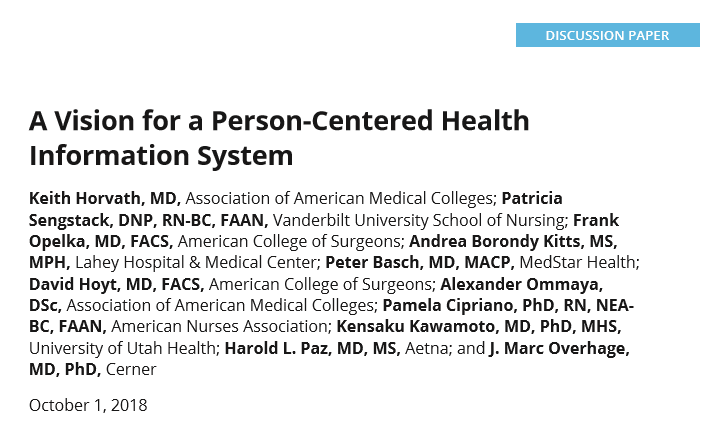 DISCUSSION PAPER
A Vision for a Person-Centered Health
Information System
Keith Horvath, MD, Association of American Medical Colleges; Patricia
Sengstack, DNP, RN-BC, FAAN, Vanderbilt University School of Nursing; Frank
Opelka, MD, FACS, American College of Surgeons; Andrea Borondy Kitts, MS,
MPH, Lahey Hospital & Medical Center; Peter Basch, MD, MACP, MedStar Health;
David Hoyt, MD, FACS, American College of Surgeons; Alexander Ommaya,
DSc, Association of American Medical Colleges; Pamela Cipriano, PhD, RN, NEA-
BC, FAAN, American Nurses Association; Kensaku Kawamoto, MD, PhD, MHS,
University of Utah Health; Harold L. Paz, MD, MS, Aetna; and J. Marc Overhage,
MD, PhD, Cerner
October 1, 2018